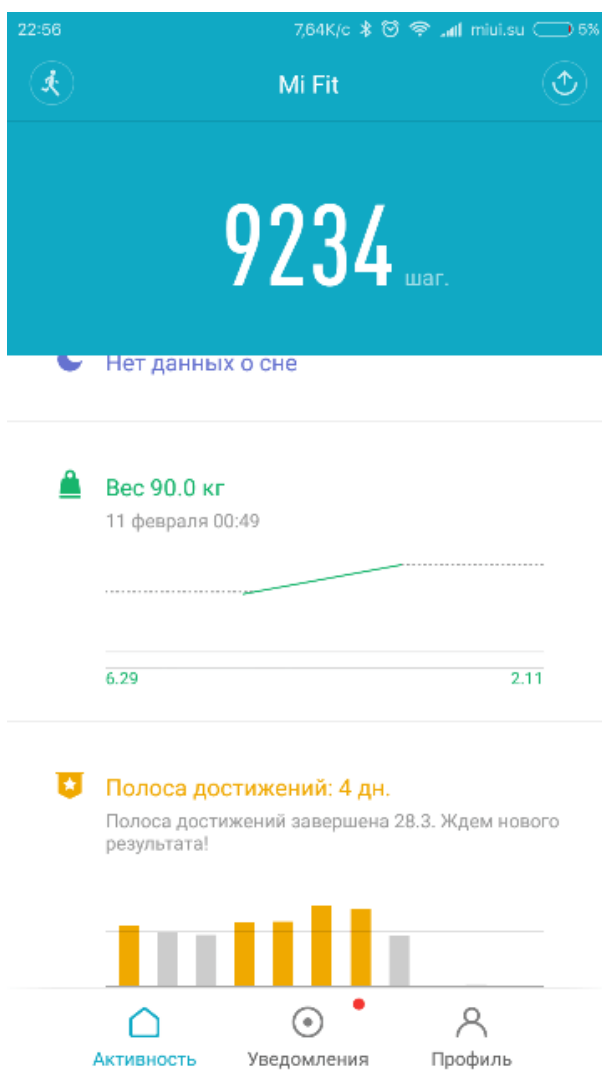 22:56 7,64K/c miui.su 5%
Mi Fit
9234 шаг.
Нет данных о сне
Вес 90.0 кг
11 февраля 00:49
6.29 2.11
Полоса достижений: 4 дн.
Полоса достижений завершена 28.3. Ждем нового
результата!
Активность Уведомления Профиль